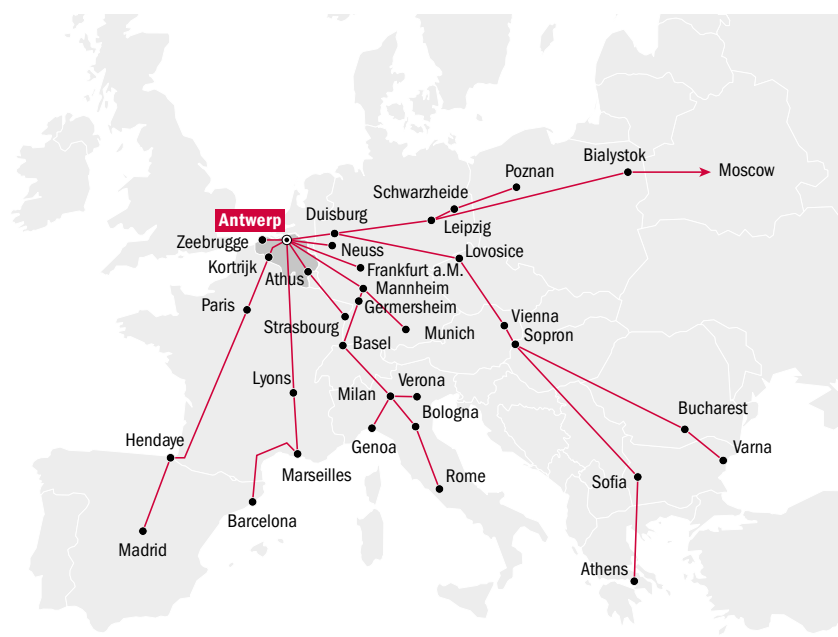 Bialystok
Moscow
Poznan
Schwarzheide
Antwerp
Duisburg
Leipzig
Zeebrugge
Neuss
Lovosice
Kortrijk
Athus
Frankfurt a.M.
Mannheim
Paris
Germersheim
Strasbourg
Vienna
Munich
Sopron
Basel
Lyons
Milan
Verona
Bologna
Bucharest
Hendaye
Genoa
Varna
Marseilles
Rome
Sofia
Barcelona
Madrid
Athens